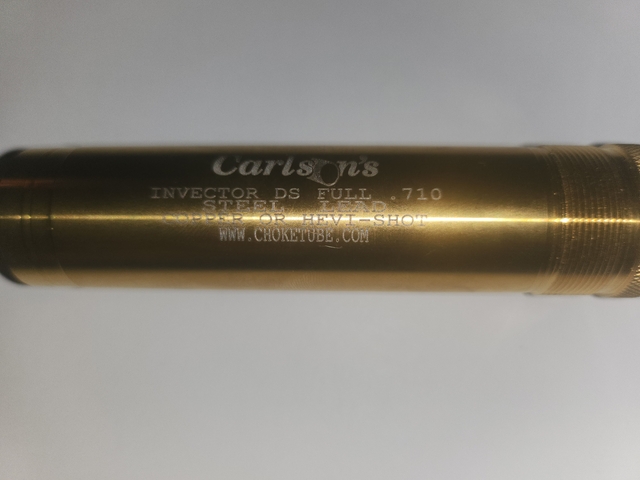 Carlson's
INVECTOR DS FULL .710
STEEL, LEAD,
COPPER OR HEVI-SHOT
WWW.CHOKETUBE.COM